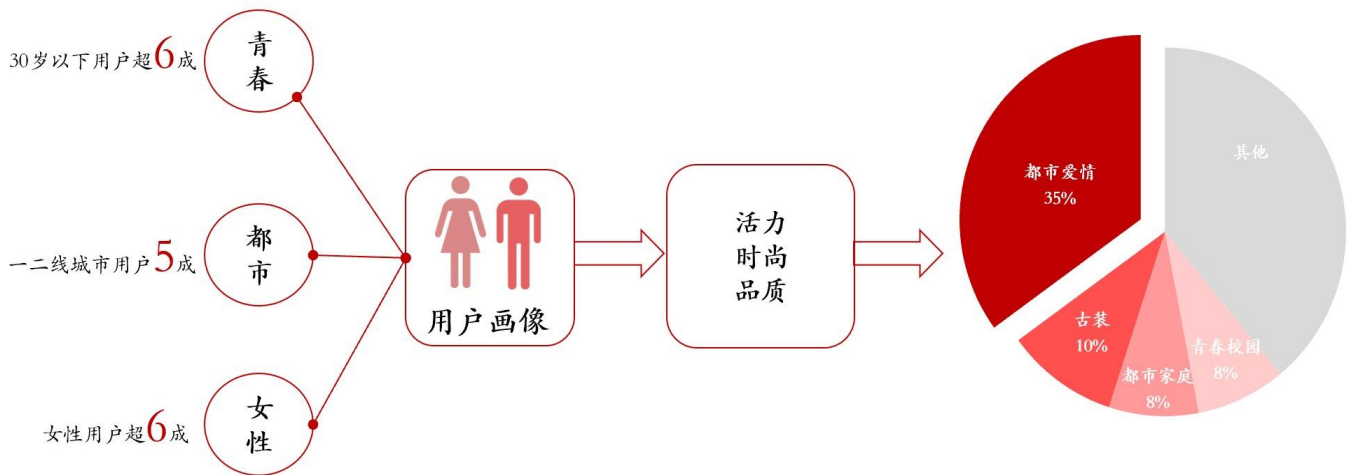 30岁以下用户超6成
青
春
一二线城市用户5成
都
市
女性用户超6成
女
性
用户画像
活力
时尚
品质
都市爱情
35%
其他
古装
10%
都市家庭
8%
青春校园
8%